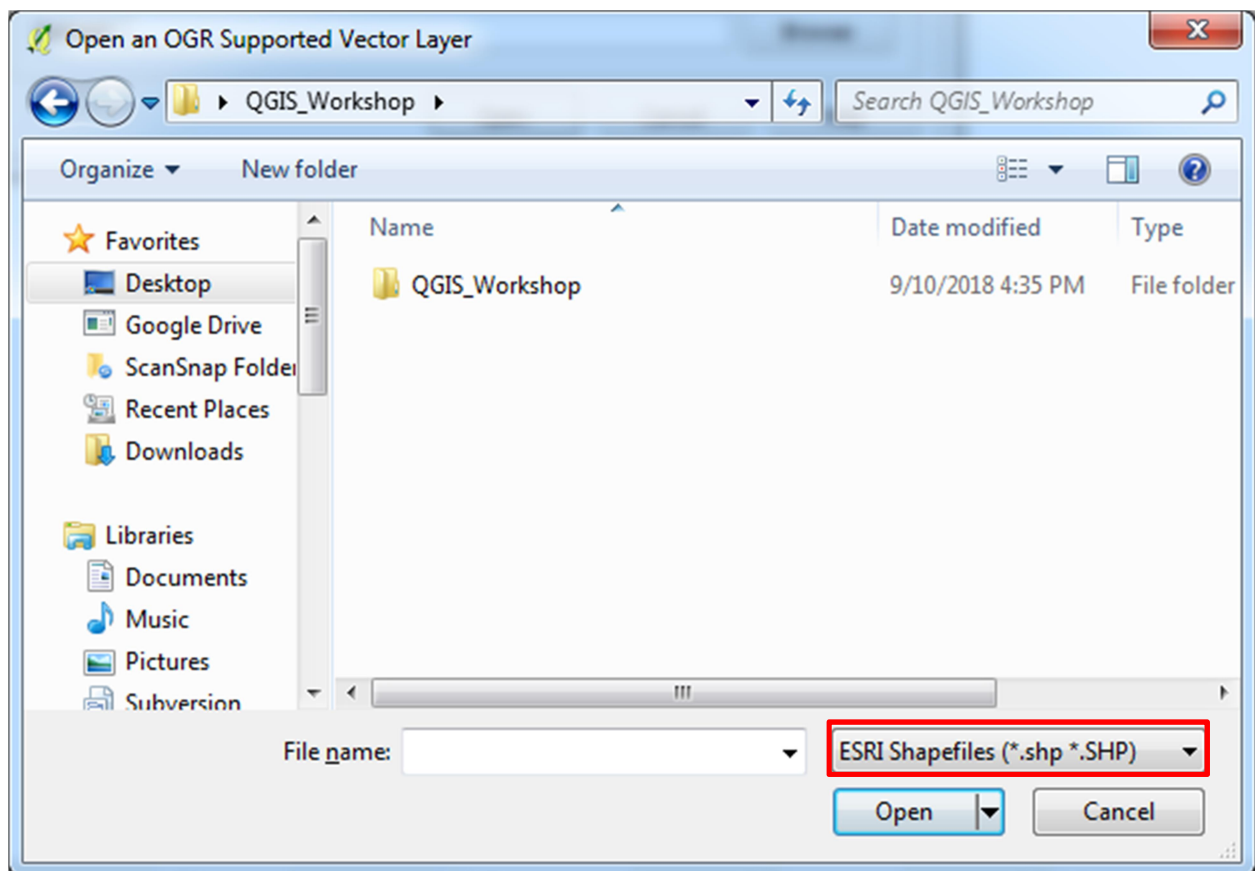 Open an OGR Supported Vector Layer
QGIS_Workshop
Search QGIS_Workshop
Organize
New folder
Name
Date modified
Type
Favorites
Desktop
Google Drive
ScanSnap Folder
Recent Places
Downloads
Libraries
Documents
Music
Pictures
Subversion
QGIS_Workshop
9/10/2018 4:35 PM
File folder
File name:
ESRI Shapefiles (*.shp *.SHP)
Open
Cancel